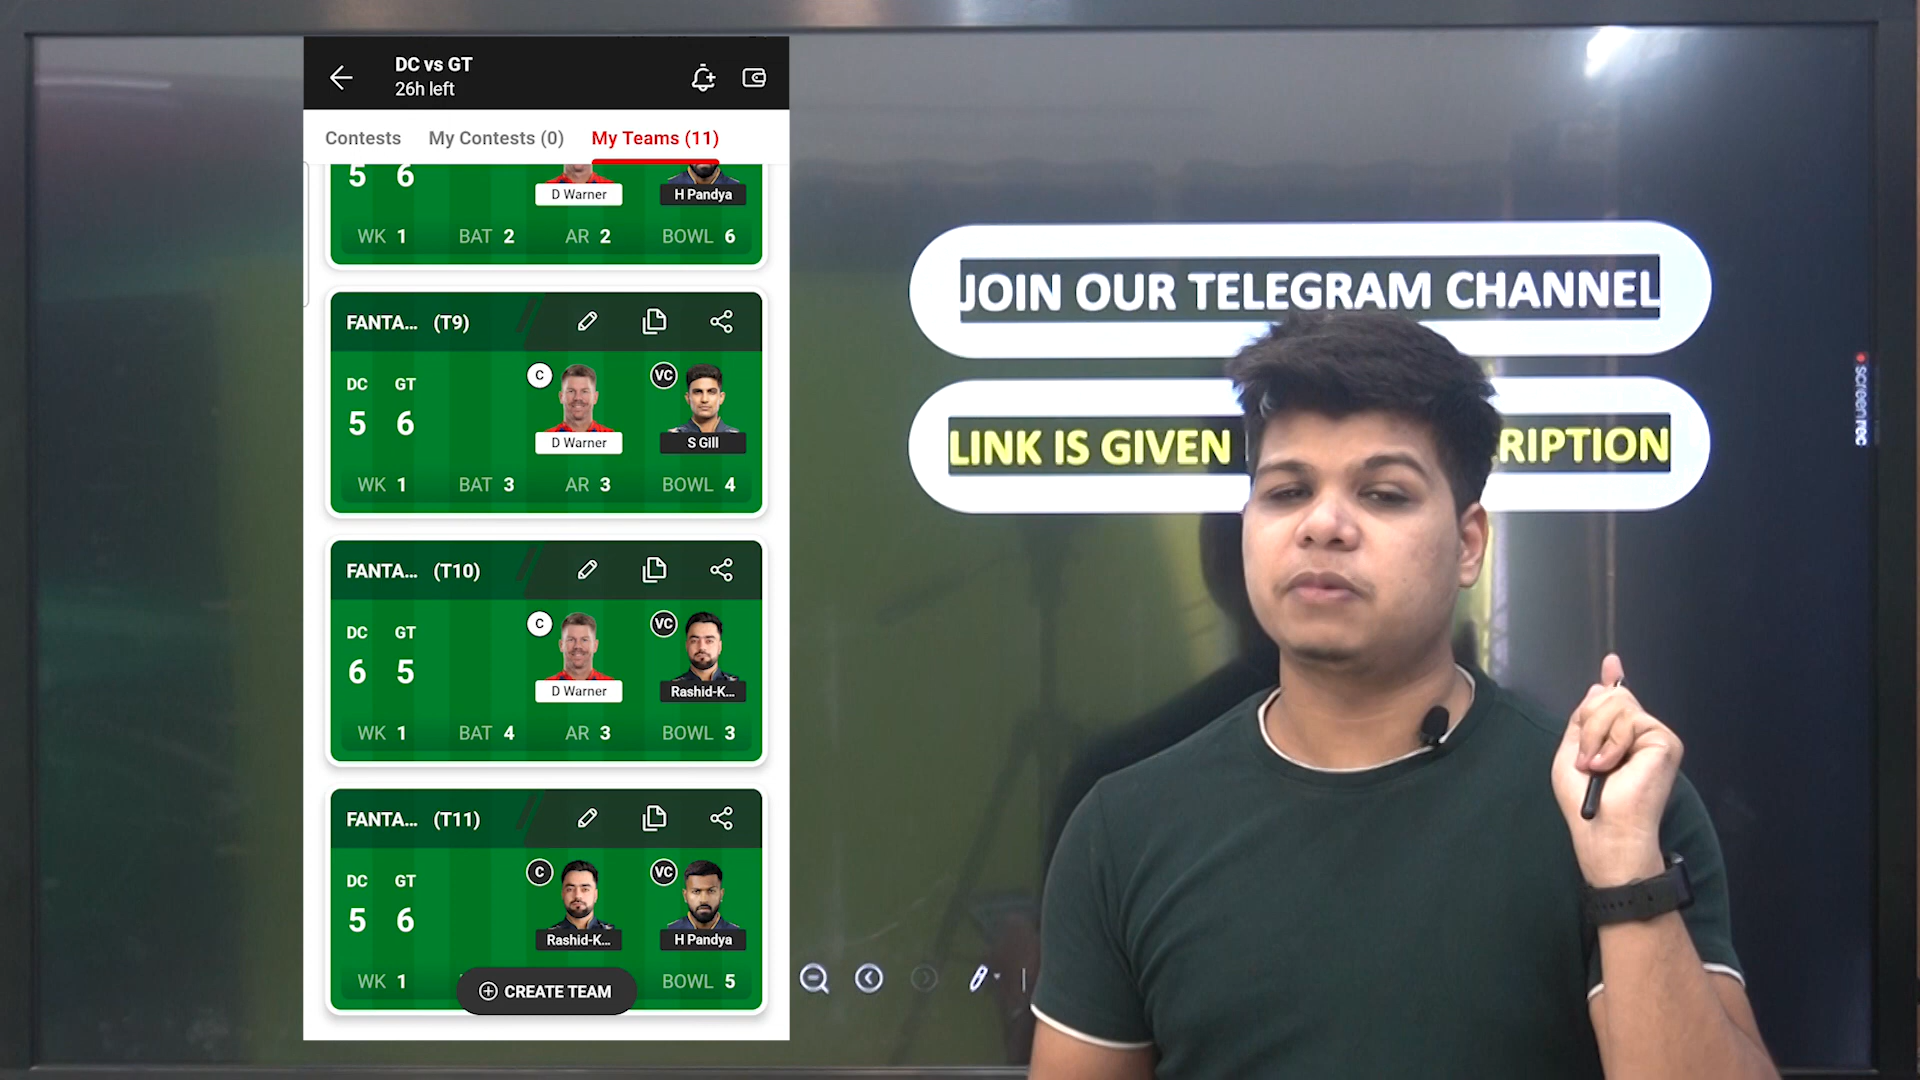 DC vs GT
26h left
Contests My Contests (0) My Teams (11)
5 6
D Warner H Pandya
WK 1 BAT 2 AR 2 BOWL 6
FANTA... (T9)
C VC
DC GT
5 6
D Warner S Gill
WK 1 BAT 3 AR 3 BOWL 4
FANTA... (T10)
C VC
DC GT
6 5
D Warner Rashid-K...
WK 1 BAT 4 AR 3 BOWL 3
FANTA... (T11)
C VC
DC GT
5 6
Rashid-K... H Pandya
WK 1 BOWL 5
CREATE TEAM
JOIN OUR TELEGRAM CHANNEL
LINK IS GIVEN RIPTION
screenrec